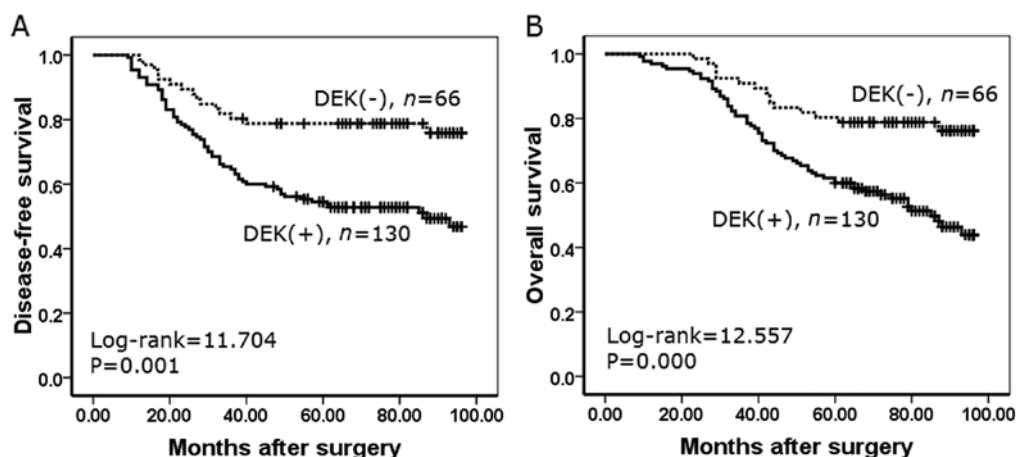 A
Disease-free survival
1.0
0.8
0.6
0.4
0.2
0.0
DEK(-), n=66
DEK(+), n=130
Log-rank=11.704
P=0.001
0.00 20.00 40.00 60.00 80.00 100.00
Months after surgery
B
Overall survival
1.0
0.8
0.6
0.4
0.2
0.0
DEK(-), n=66
DEK(+), n=130
Log-rank=12.557
P=0.000
0.00 20.00 40.00 60.00 80.00 100.00
Months after surgery